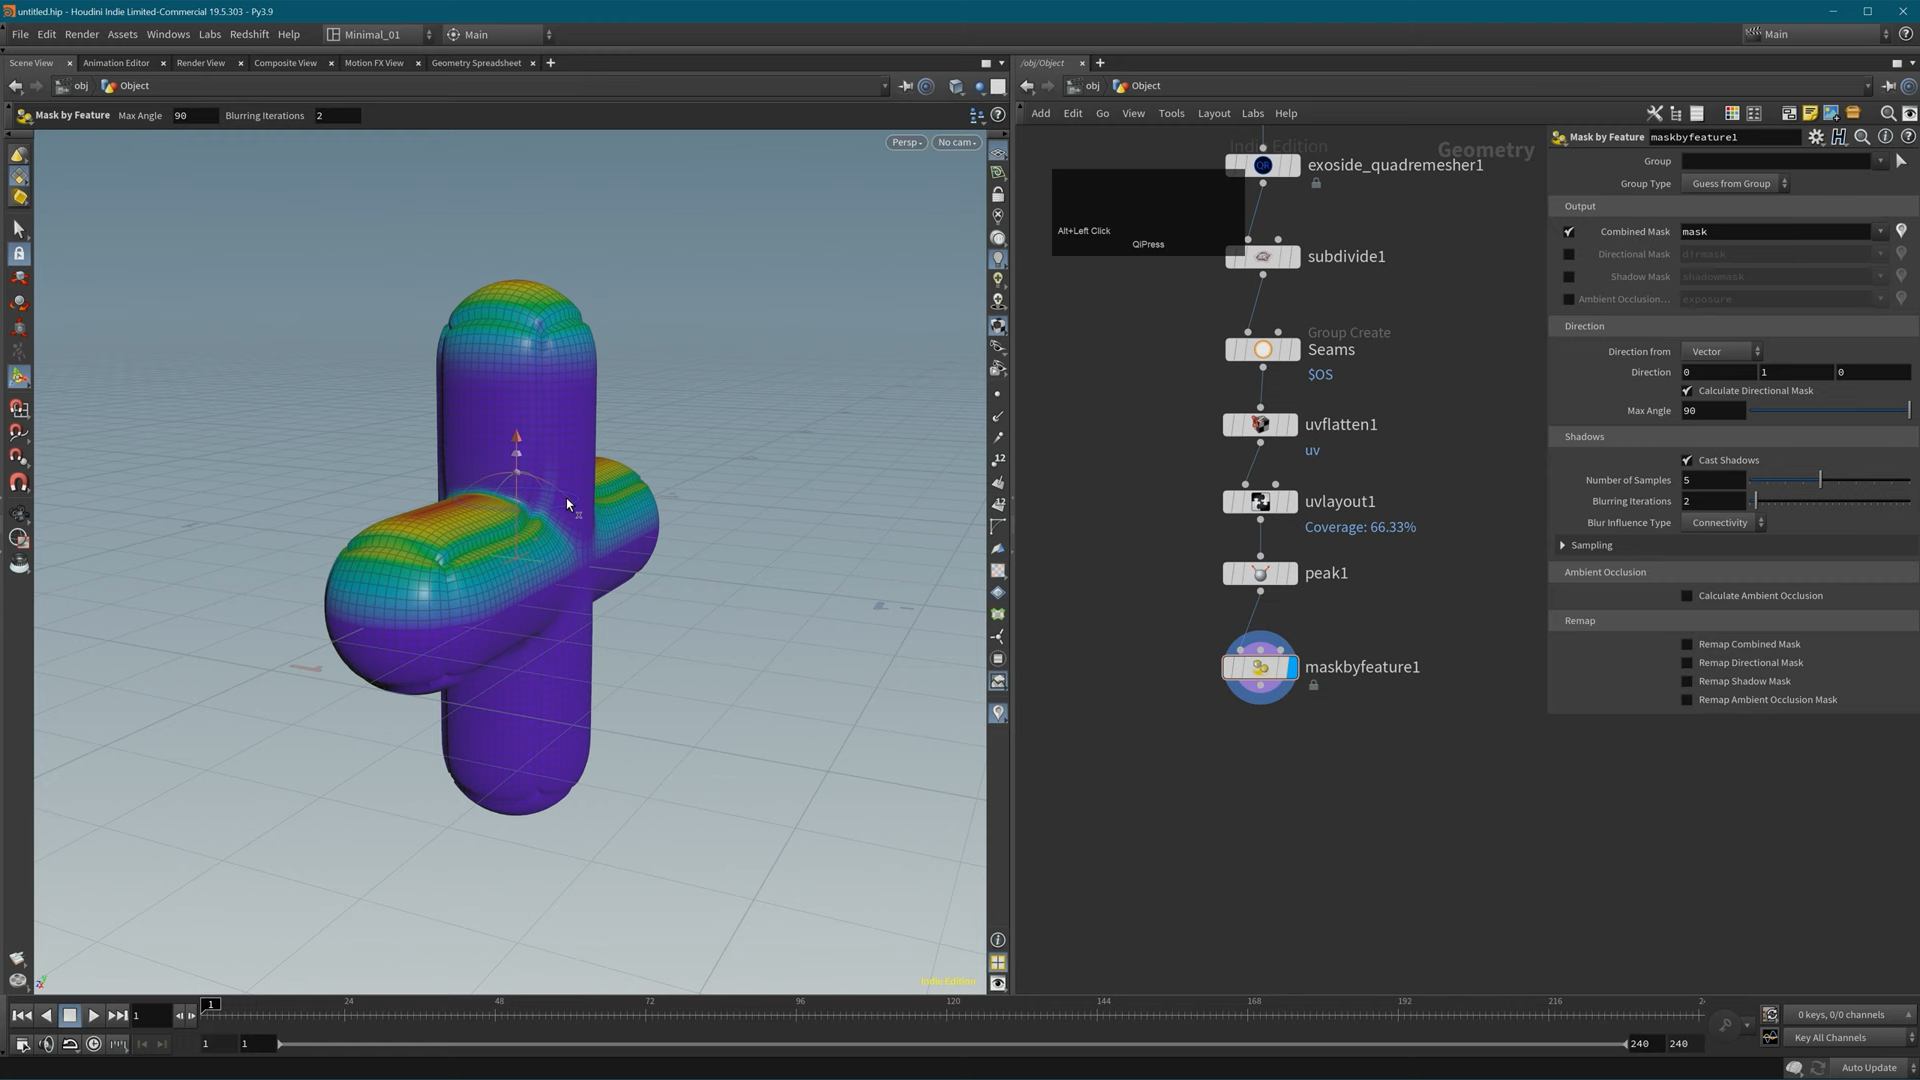 untitled.hip - Houdini Indie Limited-Commercial 19.5.303 - Py3.9
File Edit Render Assets Windows Labs Redshift Help Minimal_01 Main Main
Scene View Animation Editor Render View Composite View Motion FX View Geometry Spreadsheet
/obj/Object
obj Object
obj Object
Mask by Feature Max Angle 90 Blurring Iterations 2
Add Edit Go View Tools Layout Labs Help
Persp No cam
Indie Edition
Geometry
exoside_quadremesher1
Alt+Left Click
QiPress
subdivide1
Group Create
Seams
$OS
uvflatten1
uv
uvlayout1
Coverage: 66.33%
peak1
maskbyfeature1
Mask by Feature maskbyfeature1
Group
Group Type Guess from Group
Output
Combined Mask mask
Directional Mask dirmask
Shadow Mask shadowmask
Ambient Occlusion... exposure
Direction
Direction from Vector
Direction 0 1 0
Calculate Directional Mask
Max Angle 90
Shadows
Cast Shadows
Number of Samples 5
Blurring Iterations 2
Blur Influence Type Connectivity
Sampling
Ambient Occlusion
Calculate Ambient Occlusion
Remap
Remap Combined Mask
Remap Directional Mask
Remap Shadow Mask
Remap Ambient Occlusion Mask
12
12
Indie Edition
1 24 48 72 96 120 144 168 192 216
1
0 keys, 0/0 channels
1 1 240 240
Key All Channels
Auto Update